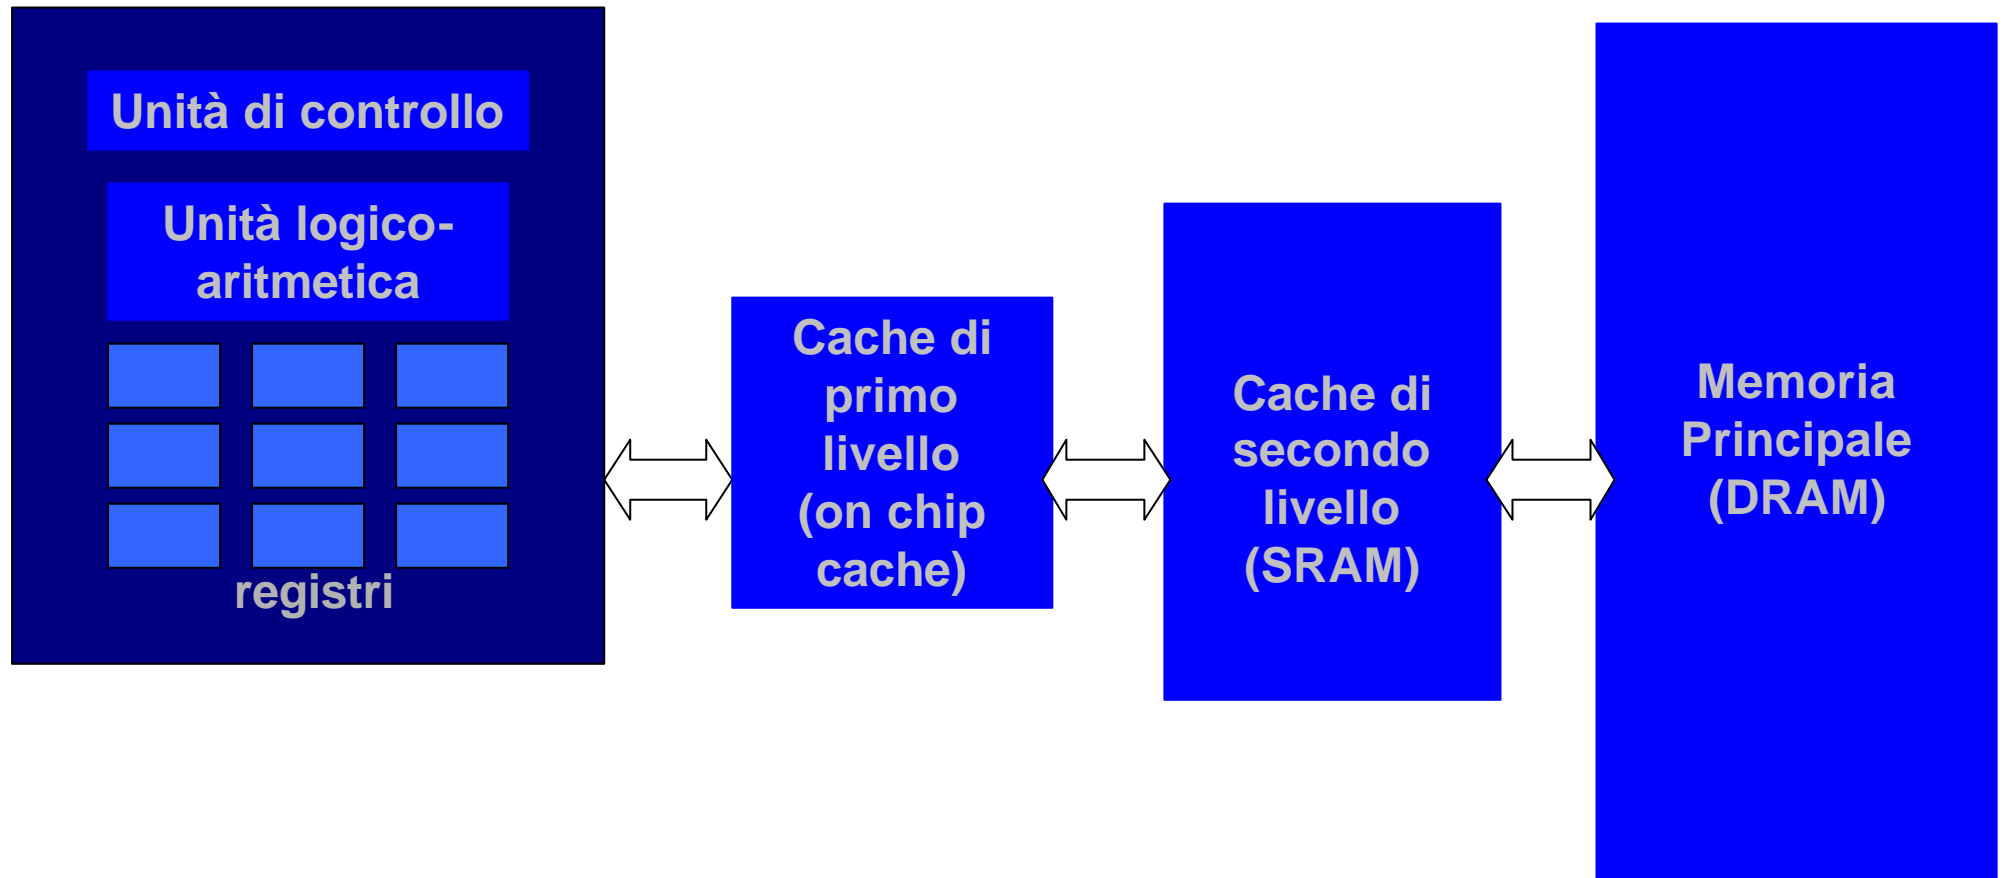 Unità di controllo
Unità logico-
aritmetica
registri
Cache di
primo
livello
(on chip
cache)
Cache di
secondo
livello
(SRAM)
Memoria
Principale
(DRAM)